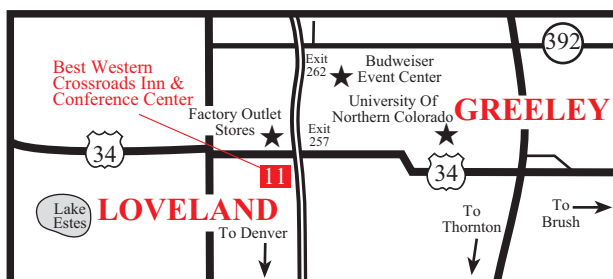 392
Exit
262
Budweiser
Event Center
Best Western
Crossroads Inn &
Conference Center
Factory Outlet
Stores
University Of
Northern Colorado
GREELEY
Exit
257
34
34
11
Lake
Estes
LOVELAND
To Denver
To
Thornton
To
Brush